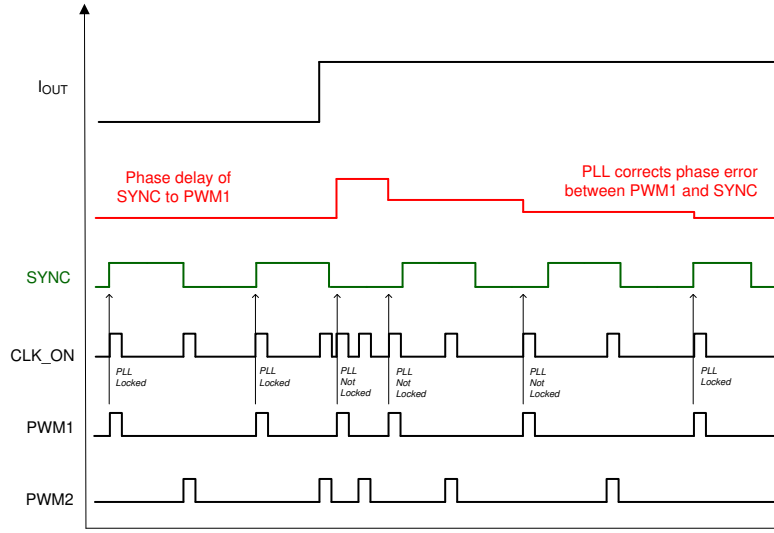 IOUT
Phase delay of
SYNC to PWM1
PLL corrects phase error
between PWM1 and SYNC
SYNC
CLK_ON
PLL
Locked
PLL
Locked
PLL
Not
Locked
PLL
Not
Locked
PLL
Not
Locked
PLL
Locked
PWM1
PWM2